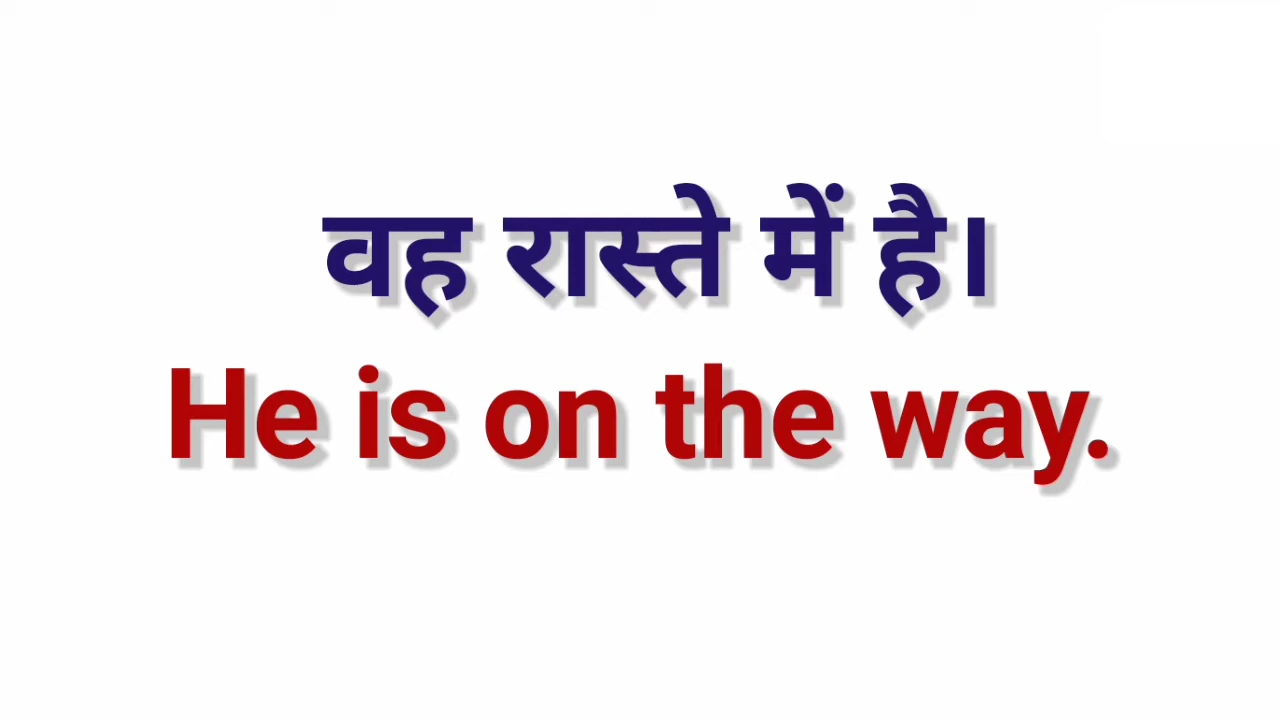 वह रास्ते में है।
He is on the way.